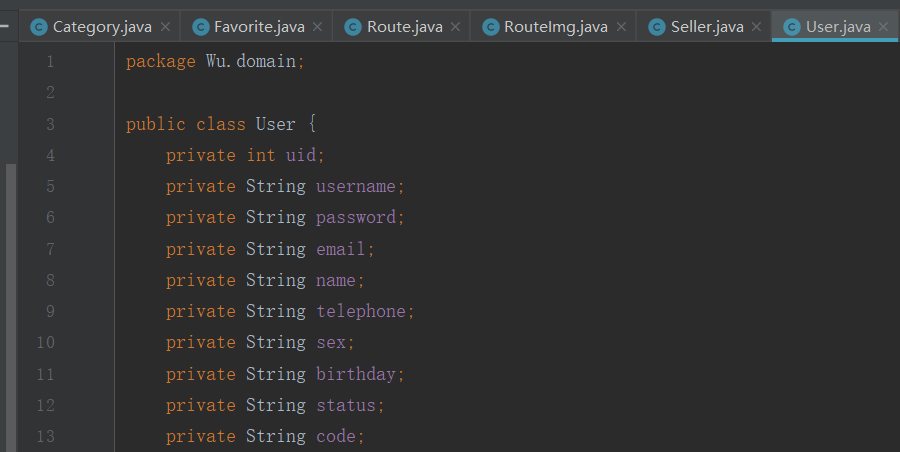 Category.java Favorite.java Route.java RouteImg.java Seller.java User.java
1 package Wu.domain;
2
3 public class User {
4 private int uid;
5 private String username;
6 private String password;
7 private String email;
8 private String name;
9 private String telephone;
10 private String sex;
11 private String birthday;
12 private String status;
13 private String code;